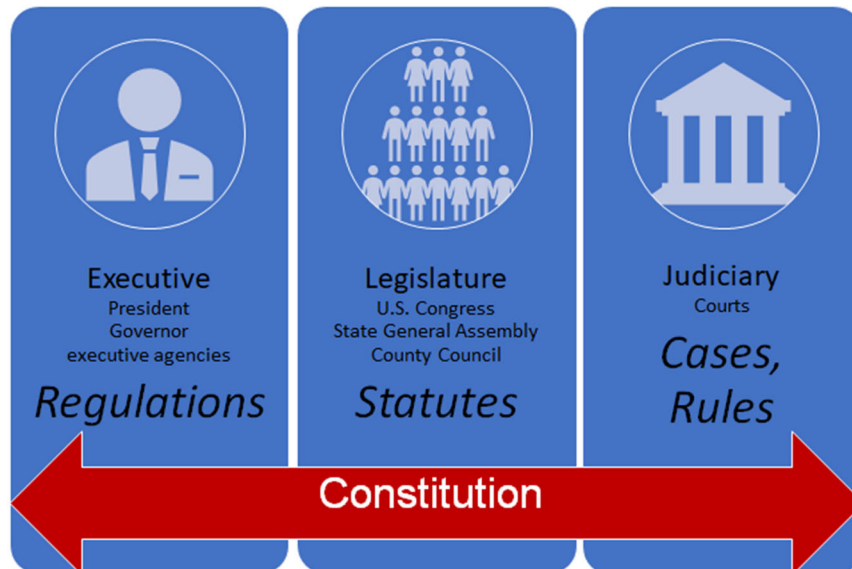 Executive
President
Governor
executive agencies
Regulations
Legislature
U.S. Congress
State General Assembly
County Council
Statutes
Judiciary
Courts
Cases,
Rules
Constitution